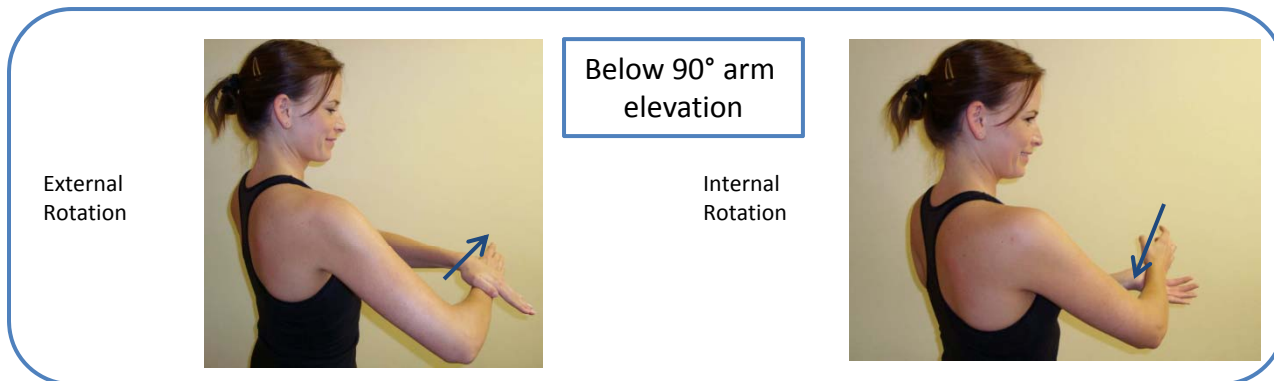 Below 90° arm
elevation
External
Rotation
Internal
Rotation